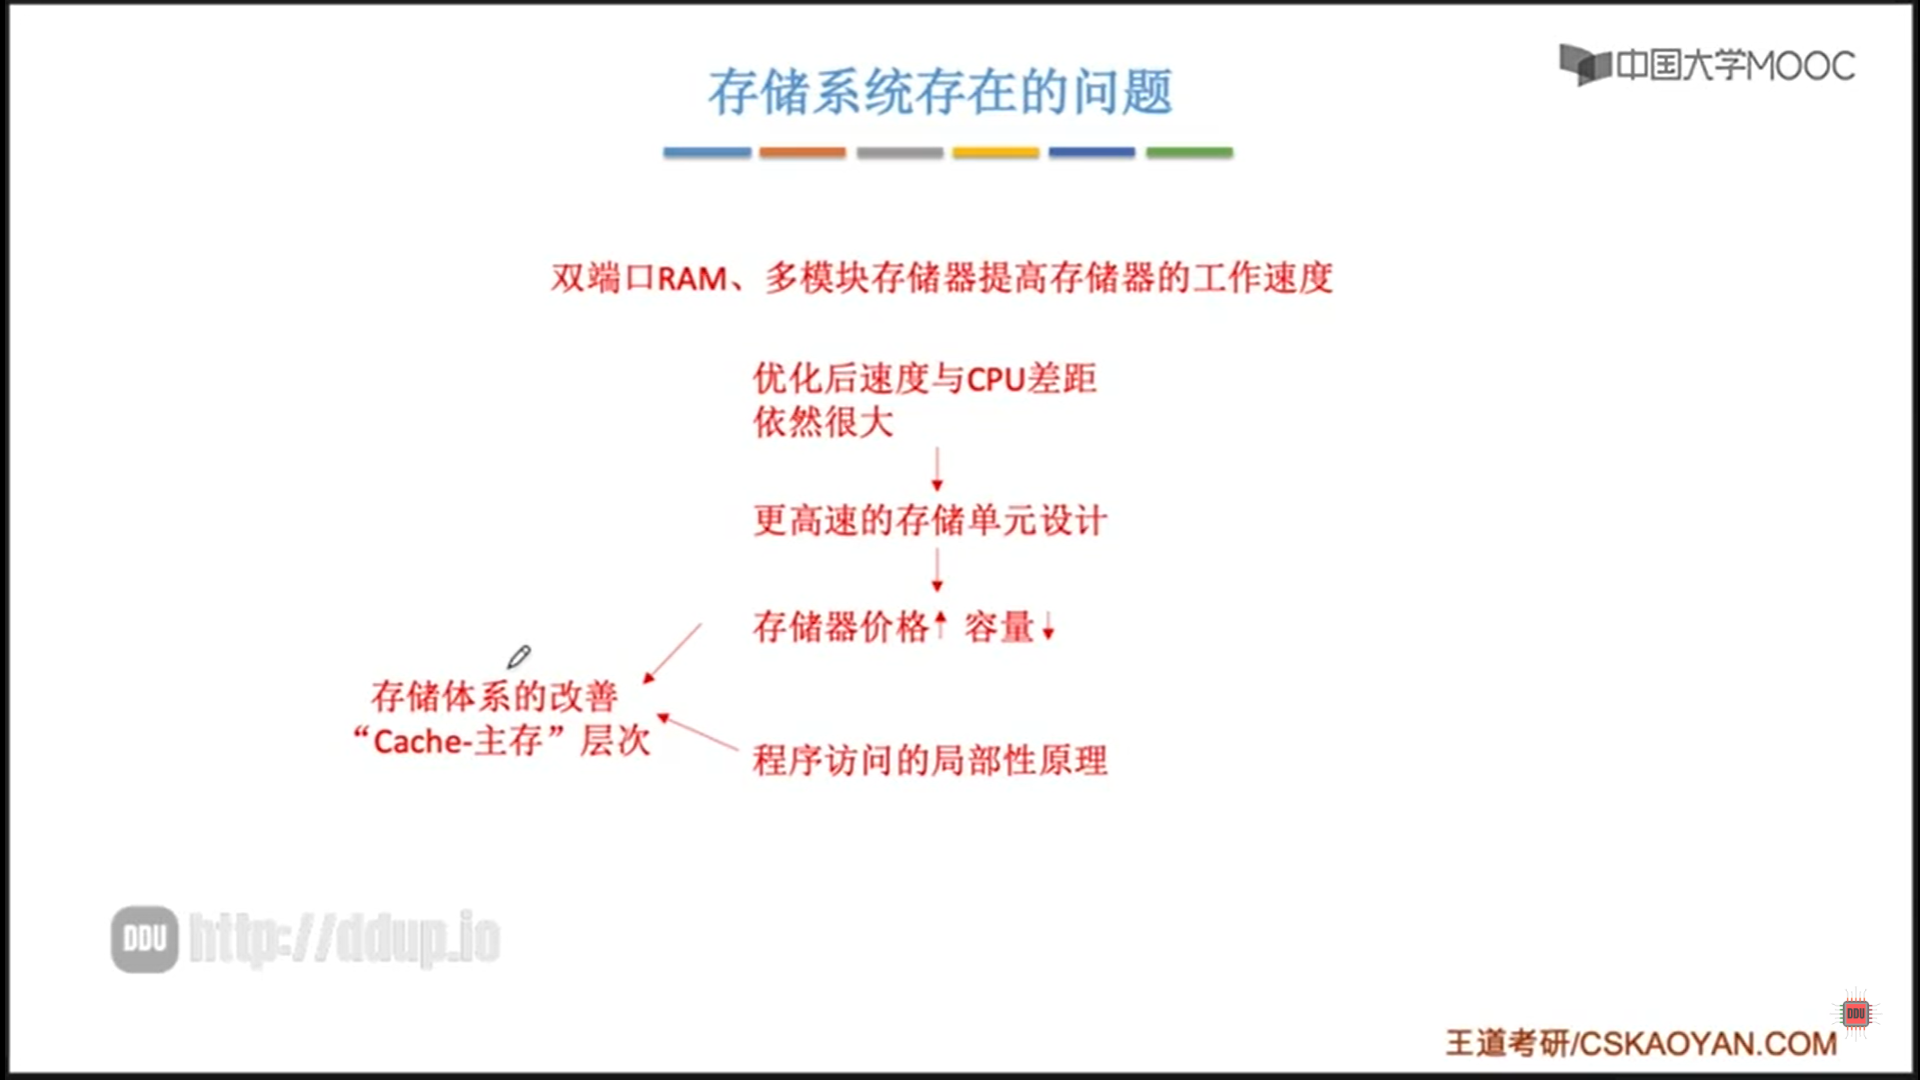 中国大学MOOC
存储系统存在的问题
双端口RAM、多模块存储器提高存储器的工作速度
优化后速度与CPU差距
依然很大
更高速的存储单元设计
存储器价格 容量
存储体系的改善
“Cache-主存”层次
程序访问的局部性原理
DDU http://ddup.io
DDU
王道考研/CSKAOYAN.COM